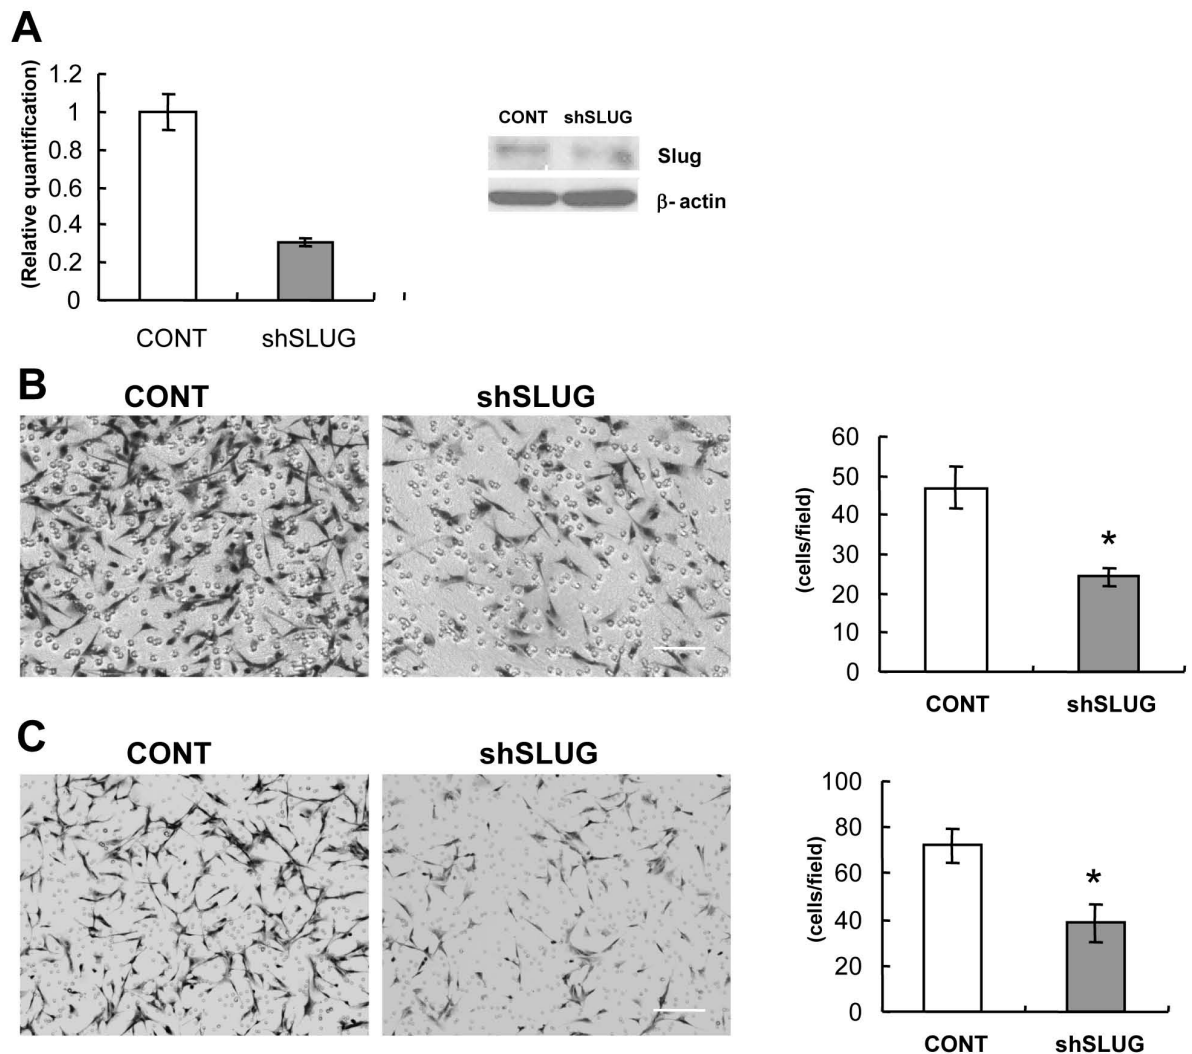 A
(Relative quantification)
1.2
1
0.8
0.6
0.4
0.2
0
CONT
shSLUG
CONT shSLUG
Slug
β- actin
B
CONT
shSLUG
(cells/field)
60
50
40
30
20
10
0
*
CONT
shSLUG
C
CONT
shSLUG
(cells/field)
100
80
60
40
20
0
*
CONT
shSLUG